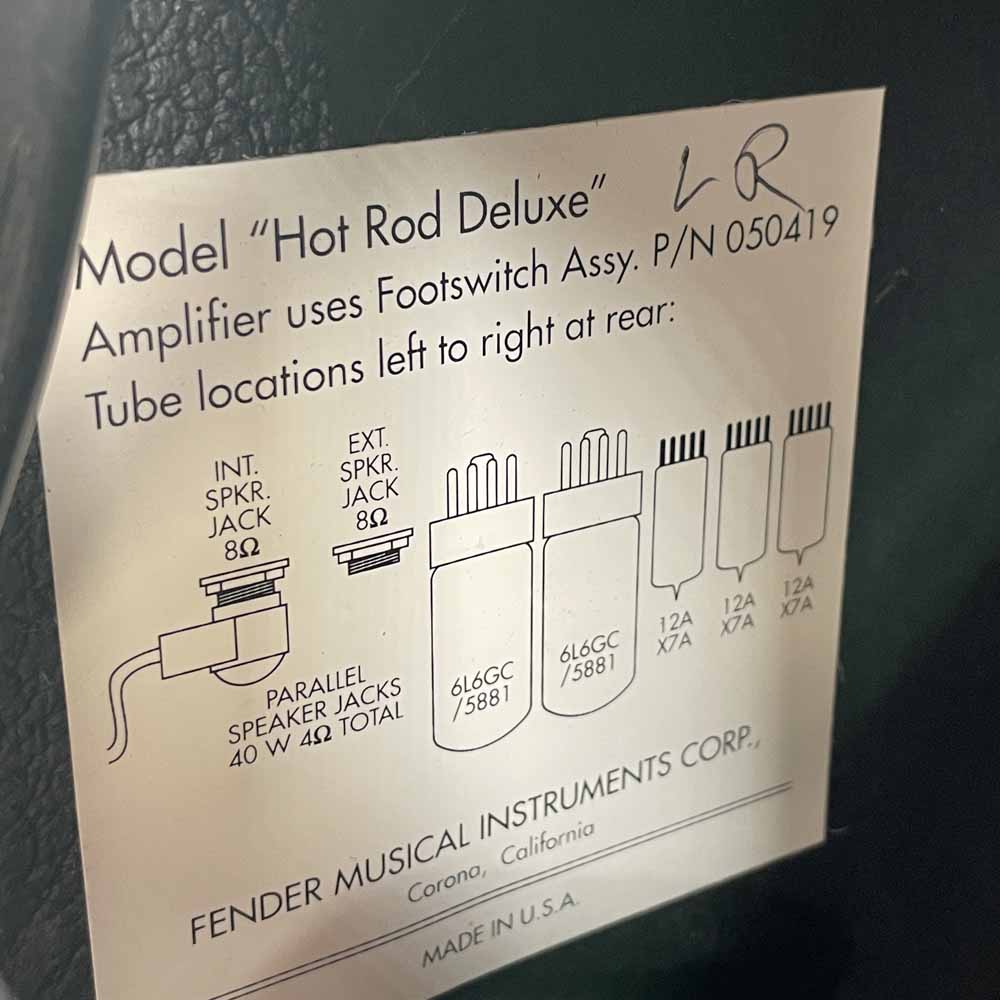 Model "Hot Rod Deluxe" LR
Amplifier uses Footswitch Assy. P/N 050419
Tube locations left to right at rear:
INT.
SPKR.
JACK
8Ω
EXT.
SPKR.
JACK
8Ω
PARALLEL
SPEAKER JACKS
40 W 4Ω TOTAL
6L6GC
/5881
6L6GC
/5881
12A
X7A
12A
X7A
12A
X7A
FENDER MUSICAL INSTRUMENTS CORP.,
Corona, California
MADE IN U.S.A.